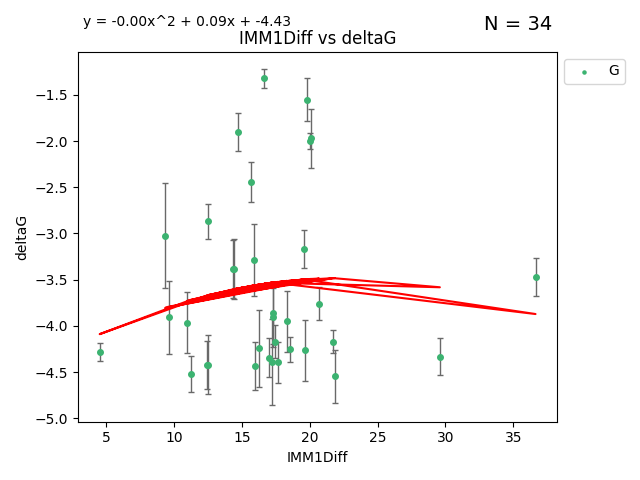 y = -0.00x^2 + 0.09x + -4.43
N = 34
IMM1Diff vs deltaG
G
deltaG
−1.5
−2.0
−2.5
−3.0
−3.5
−4.0
−4.5
−5.0
5 10 15 20 25 30 35
IMM1Diff